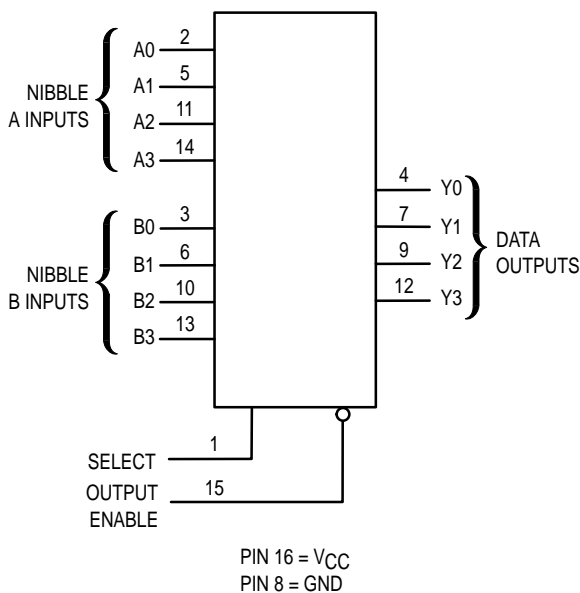 NIBBLE
A INPUTS
A0 2
A1 5
A2 11
A3 14
NIBBLE
B INPUTS
B0 3
B1 6
B2 10
B3 13
4 Y0
7 Y1
9 Y2
12 Y3
DATA
OUTPUTS
SELECT 1
OUTPUT
ENABLE 15
PIN 16 = VCC
PIN 8 = GND